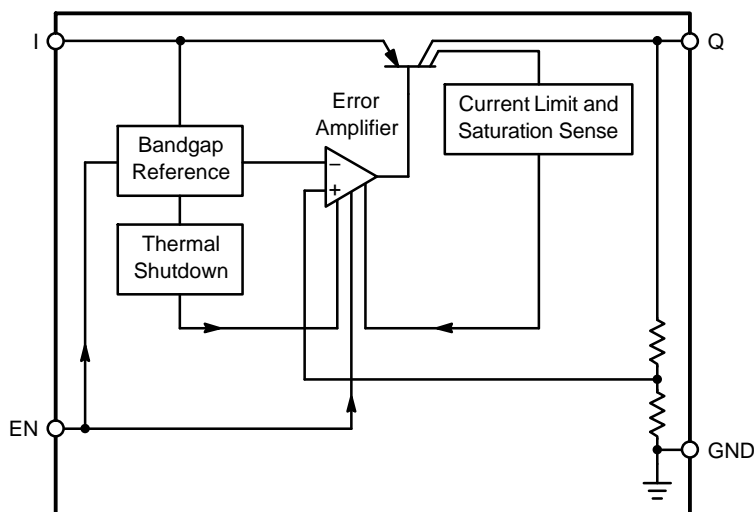 I
Q
Error
Amplifier
Current Limit and
Saturation Sense
Bandgap
Reference
−
+
Thermal
Shutdown
EN
GND